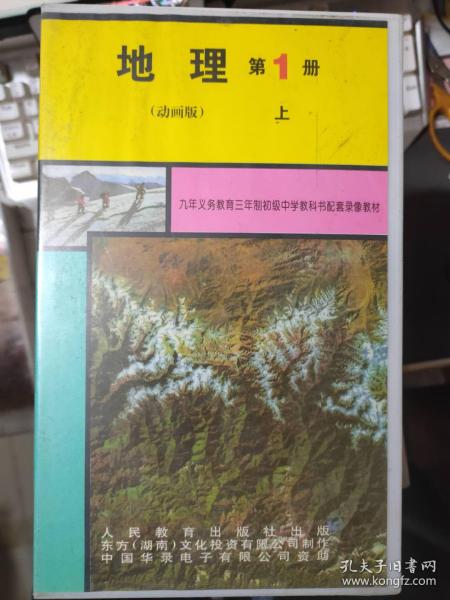 地理 第1册
（动画版） 上
九年义务教育三年制初级中学教科书配套录像教材
人民教育出版社出版
东方（湖南）文化投资有限公司制作
中国华录电子有限公司资助
孔夫子旧书网